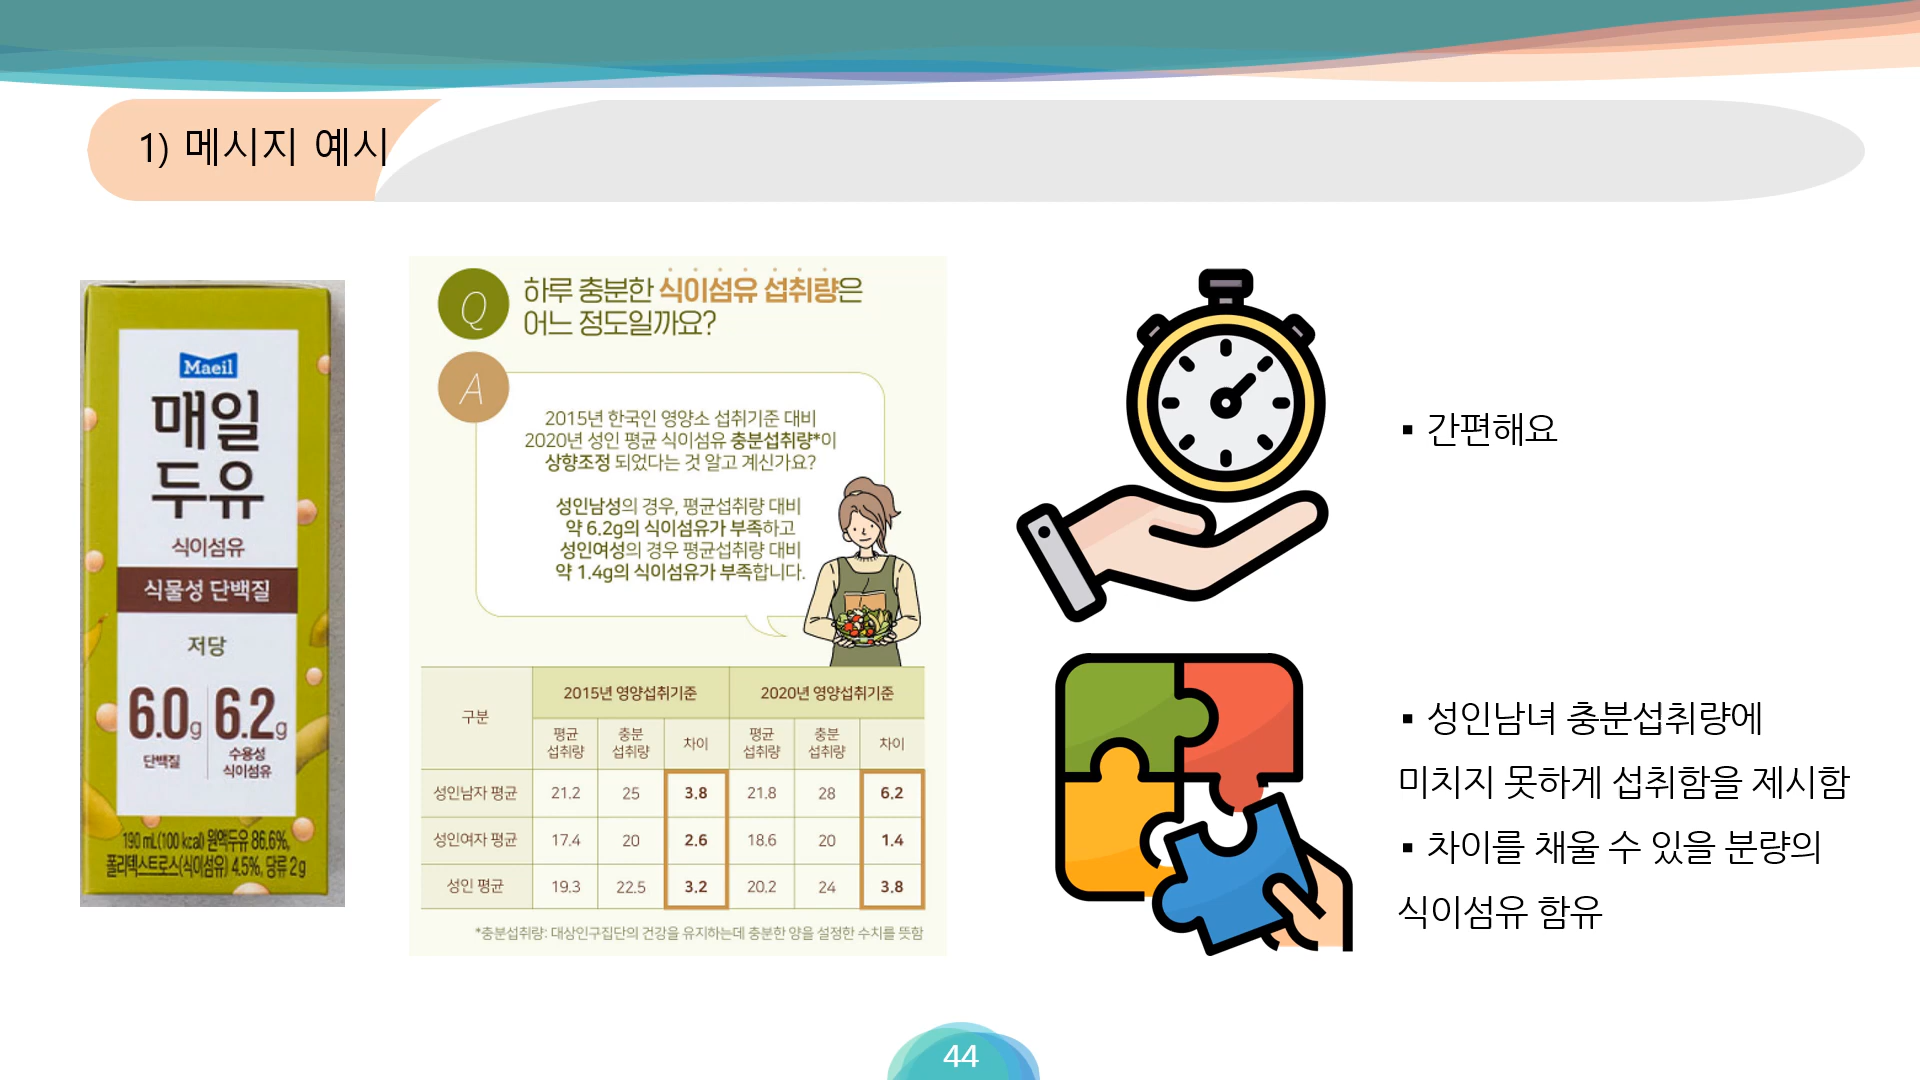 1) 메시지 예시
Maeil
매일
두유
식이섬유
식물성 단백질
저당
6.0g 6.2g
단백질 수용성
식이섬유
190 mL(100 kcal) 원액두유 86.6%,
폴리덱스트로스(식이섬유) 4.5%, 당류 2g
Q 하루 충분한 식이섬유 섭취량은
어느 정도일까요?
A
2015년 한국인 영양소 섭취기준 대비
2020년 성인 평균 식이섬유 충분섭취량*이
상향조정 되었다는 것 알고 계신가요?
성인남성의 경우, 평균섭취량 대비
약 6.2g의 식이섬유가 부족하고
성인여성의 경우 평균섭취량 대비
약 1.4g의 식이섬유가 부족합니다.
구분 2015년 영양섭취기준 2020년 영양섭취기준
평균 섭취량 충분 섭취량 차이 평균 섭취량 충분 섭취량 차이
성인남자 평균 21.2 25 3.8 21.8 28 6.2
성인여자 평균 17.4 20 2.6 18.6 20 1.4
성인 평균 19.3 22.5 3.2 20.2 24 3.8
*충분섭취량: 대상인구집단의 건강을 유지하는데 충분한 양을 설정한 수치를 뜻함
▪ 간편해요
▪ 성인남녀 충분섭취량에
미치지 못하게 섭취함을 제시함
▪ 차이를 채울 수 있을 분량의
식이섬유 함유
44